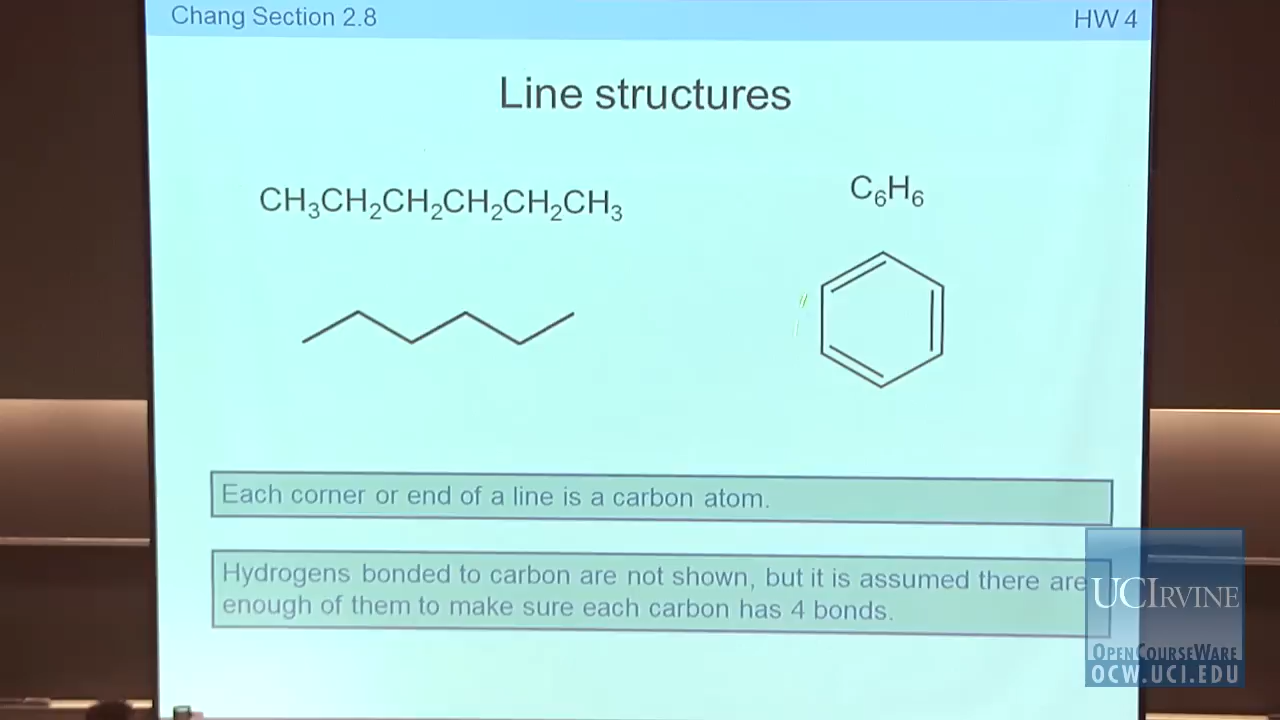 Chang Section 2.8
HW 4
Line structures
CH₃CH₂CH₂CH₂CH₂CH₃
C₆H₆
Each corner or end of a line is a carbon atom.
Hydrogens bonded to carbon are not shown, but it is assumed there are
enough of them to make sure each carbon has 4 bonds.
UCIRVINE
OPENCOURSEWARE
OCW.UCI.EDU